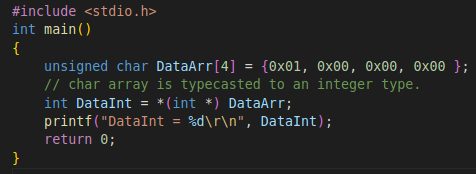 #include <stdio.h>
int main()
{
    unsigned char DataArr[4] = {0x01, 0x00, 0x00, 0x00 };
    // char array is typecasted to an integer type.
    int DataInt = *(int *) DataArr;
    printf("DataInt = %d\r\n", DataInt);
    return 0;
}